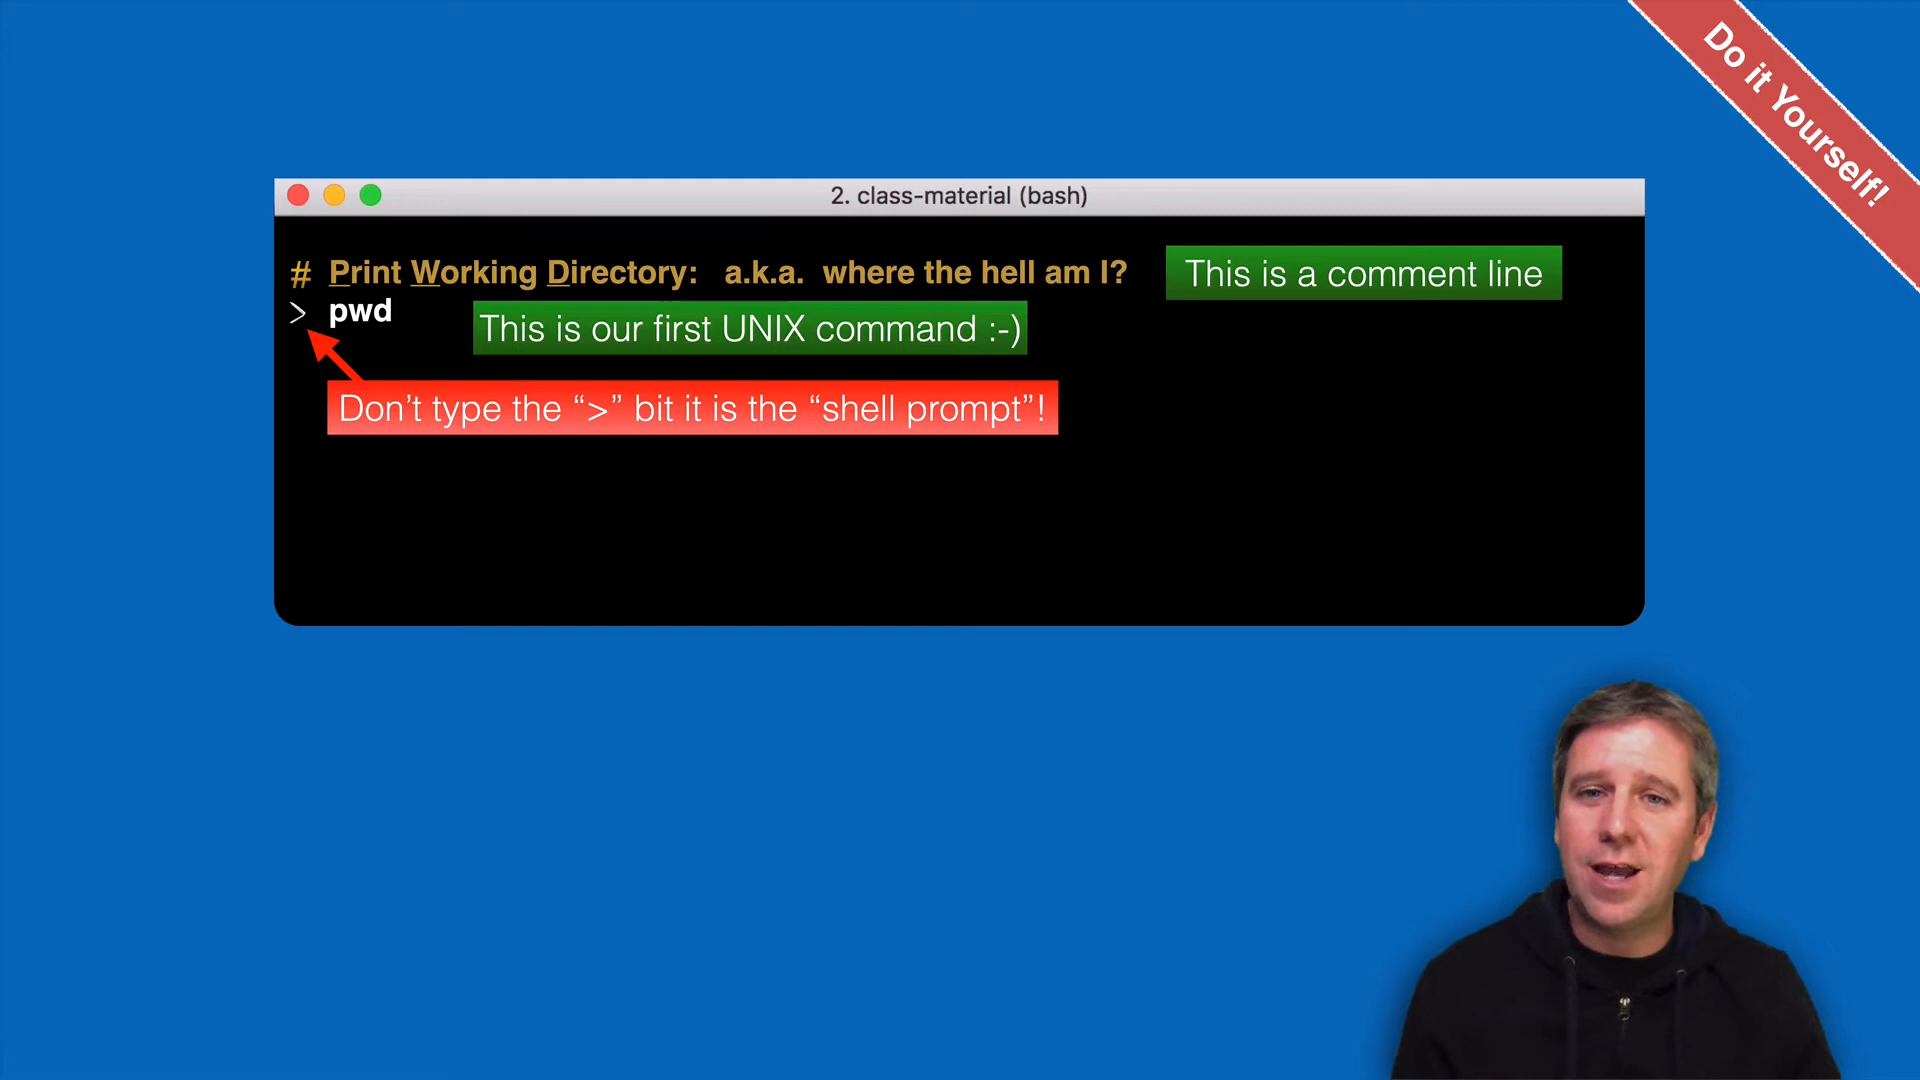 Do it Yourself!
2. class-material (bash)
# Print Working Directory: a.k.a. where the hell am I?
This is a comment line
> pwd
This is our first UNIX command :-)
Don’t type the “>” bit it is the “shell prompt”!